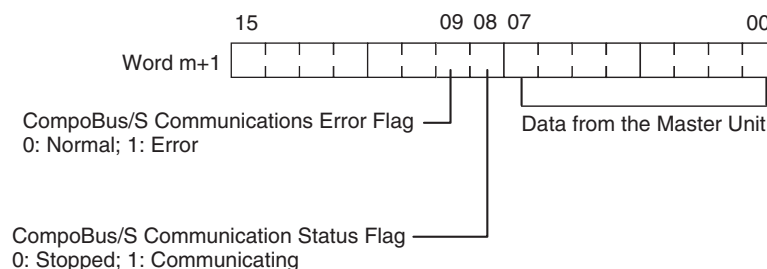 15 09 08 07 00
Word m+1
CompoBus/S Communications Error Flag
0: Normal; 1: Error
Data from the Master Unit
CompoBus/S Communication Status Flag
0: Stopped; 1: Communicating